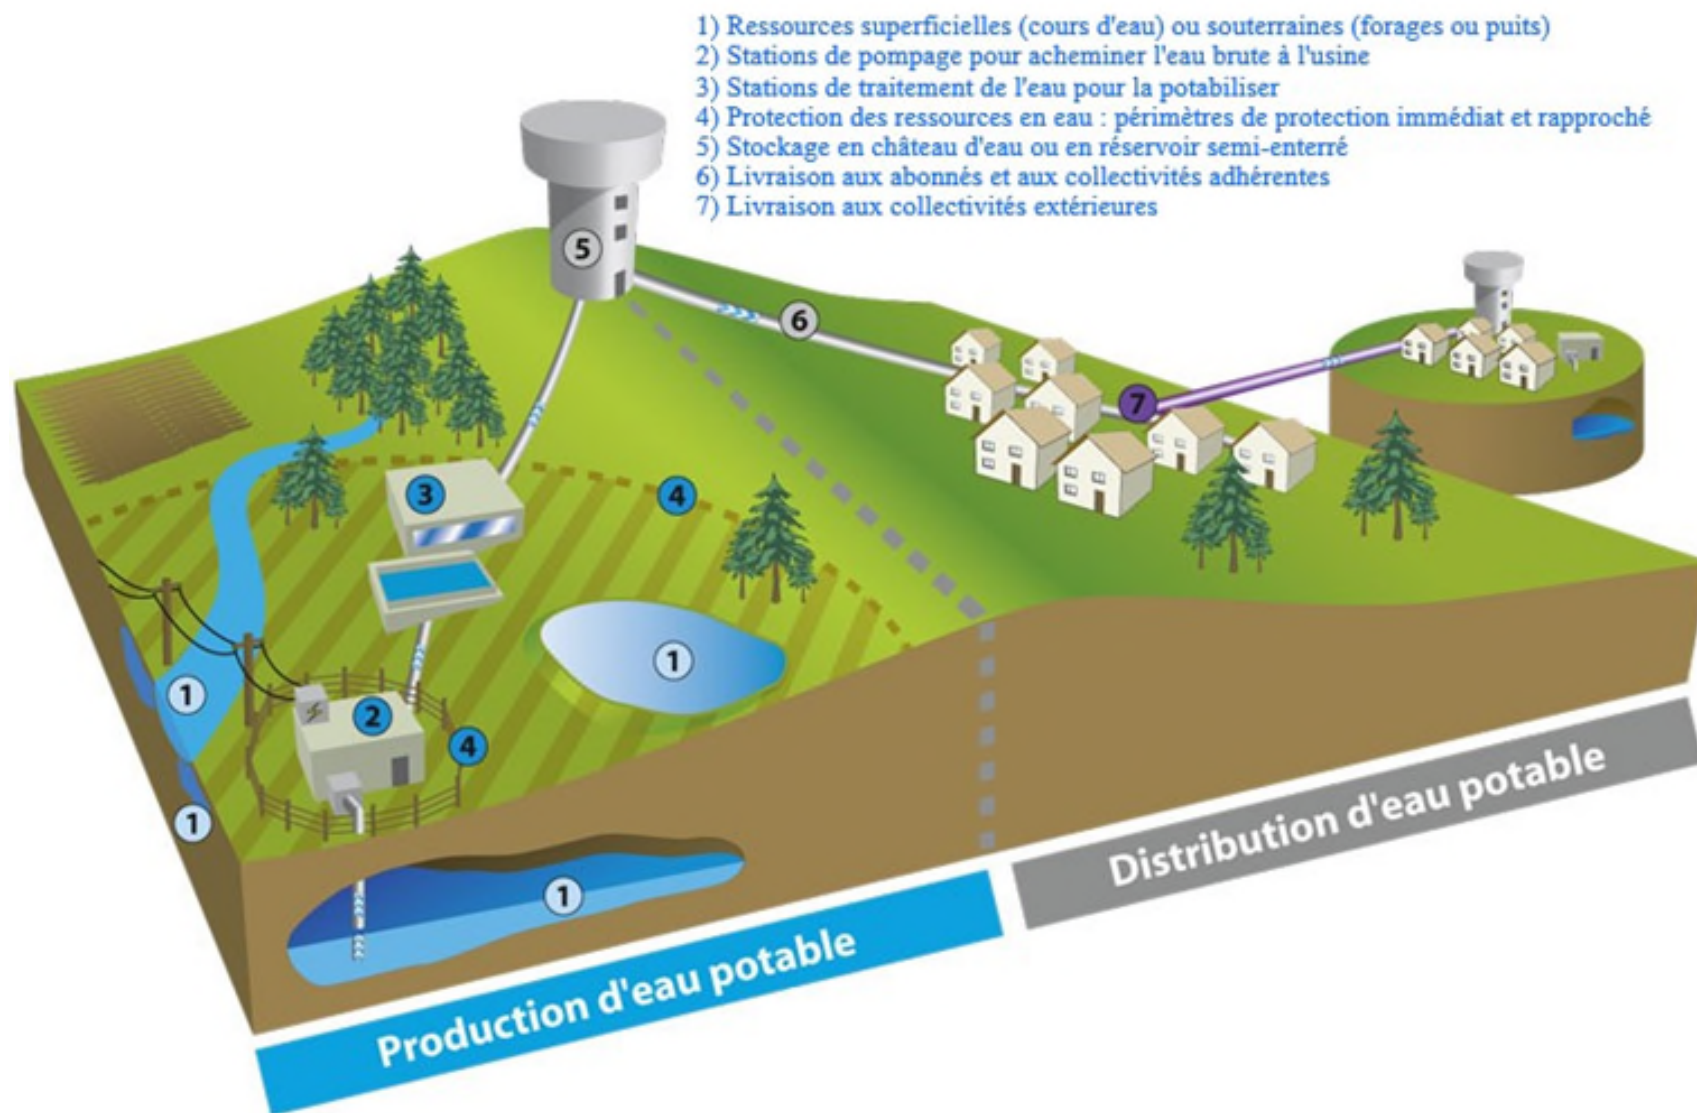 1) Ressources superficielles (cours d'eau) ou souterraines (forages ou puits)
2) Stations de pompage pour acheminer l'eau brute à l'usine
3) Stations de traitement de l'eau pour la potabiliser
4) Protection des ressources en eau : périmètres de protection immédiat et rapproché
5) Stockage en château d'eau ou en réservoir semi-enterré
6) Livraison aux abonnés et aux collectivités adhérentes
7) Livraison aux collectivités extérieures
5
6
7
3
4
1
1
2
4
1
1
Production d'eau potable
Distribution d'eau potable